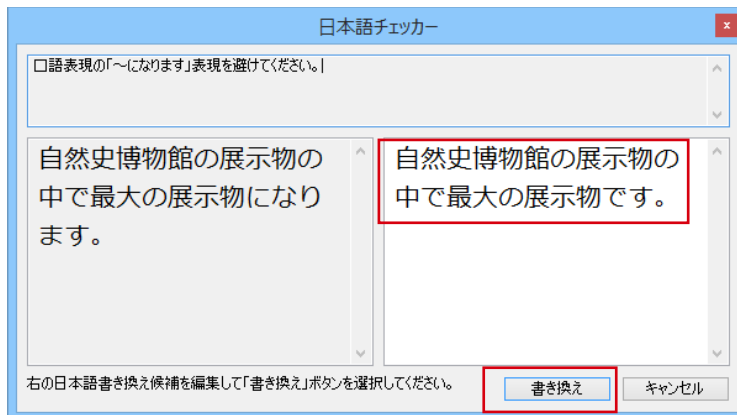 日本語チェッカー
口語表現の「～になります」表現を避けてください。
自然史博物館の展示物の
中で最大の展示物になり
ます。
自然史博物館の展示物の
中で最大の展示物です。
右の日本語書き換え候補を編集して「書き換え」ボタンを選択してください。
書き換え
キャンセル